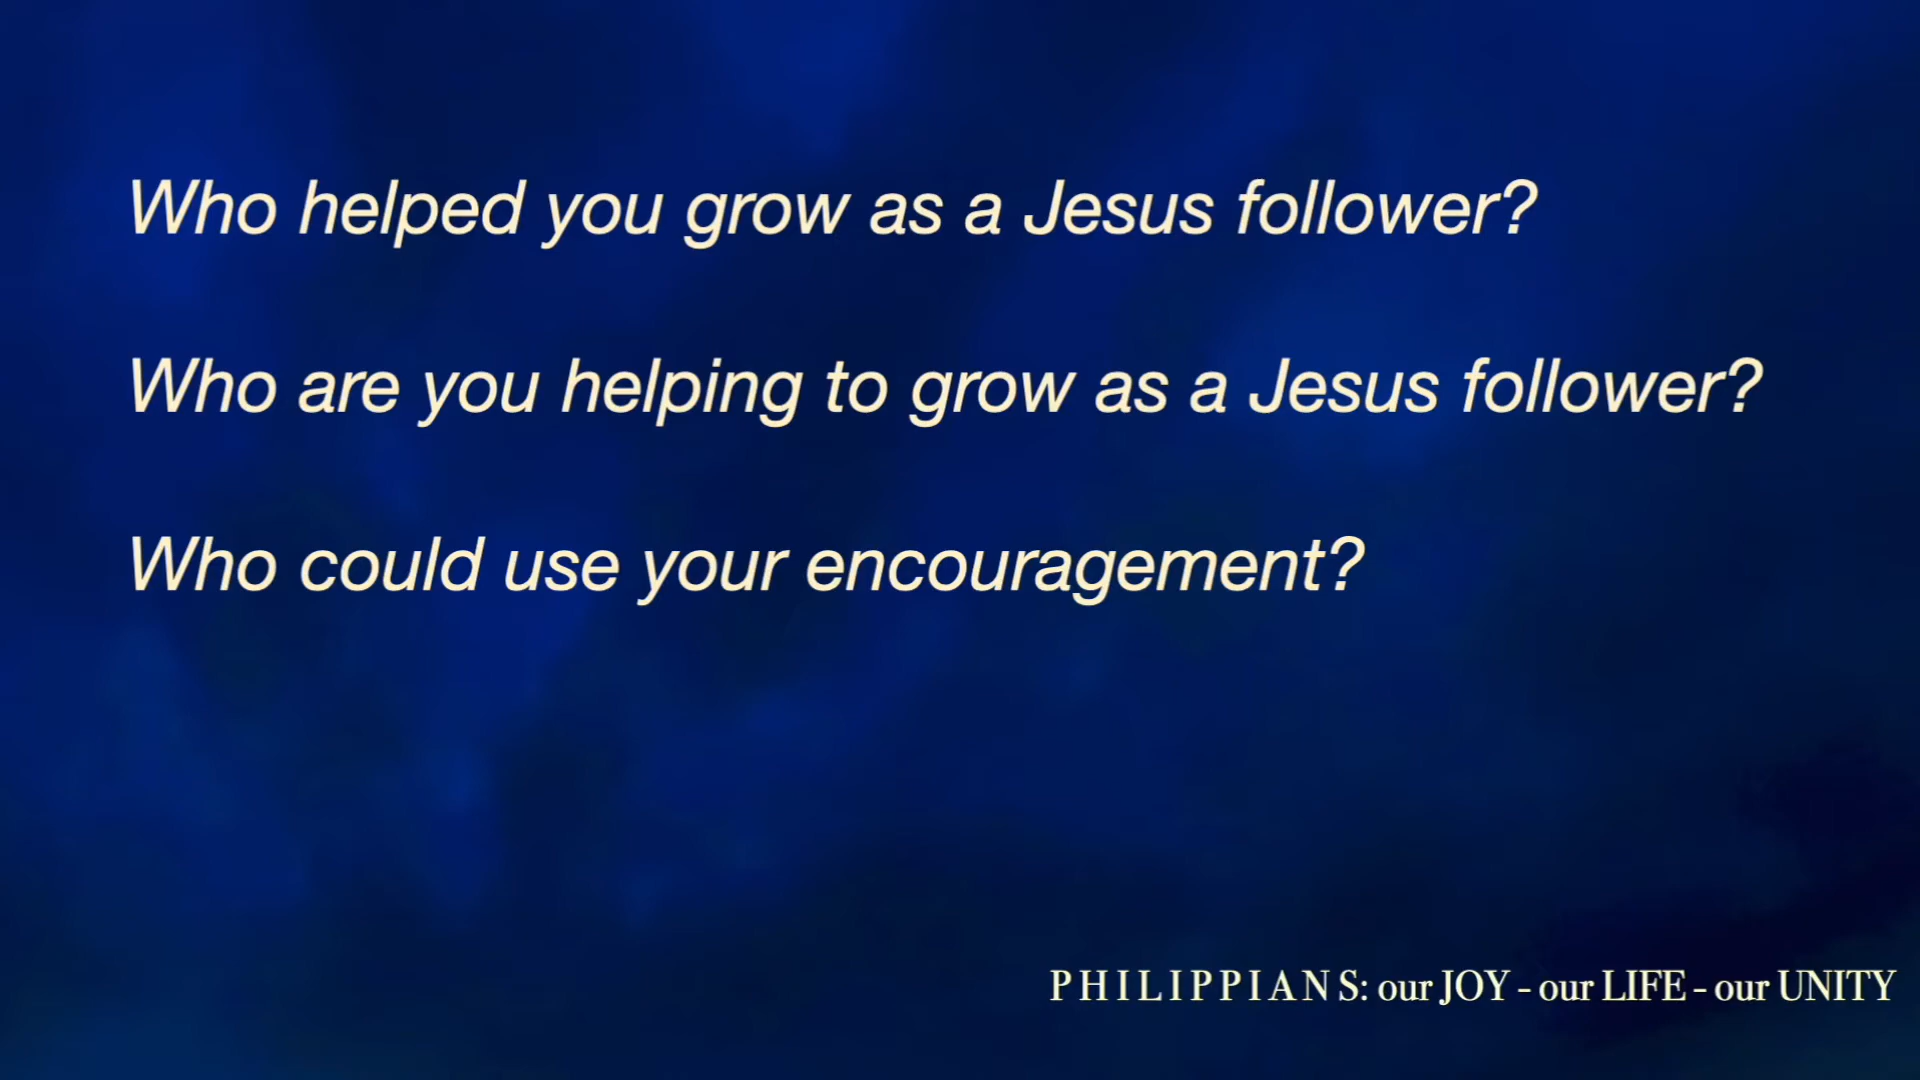 Who helped you grow as a Jesus follower?
Who are you helping to grow as a Jesus follower?
Who could use your encouragement?
PHILIPPIANS: our JOY - our LIFE - our UNITY